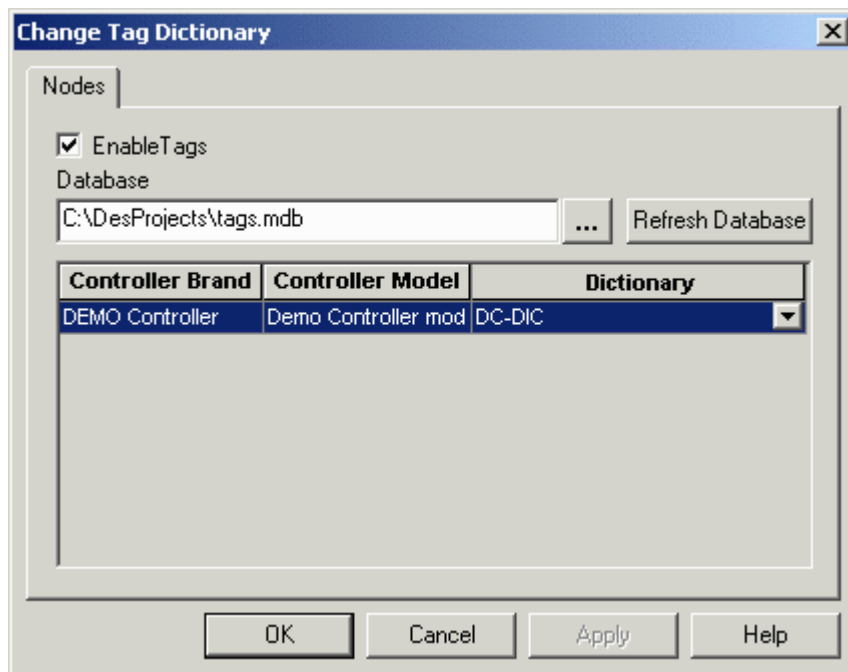 Change Tag Dictionary
Nodes
EnableTags
Database
C:\DesProjects\tags.mdb ... Refresh Database
Controller Brand Controller Model Dictionary
DEMO Controller Demo Controller mod DC-DIC
OK Cancel Apply Help